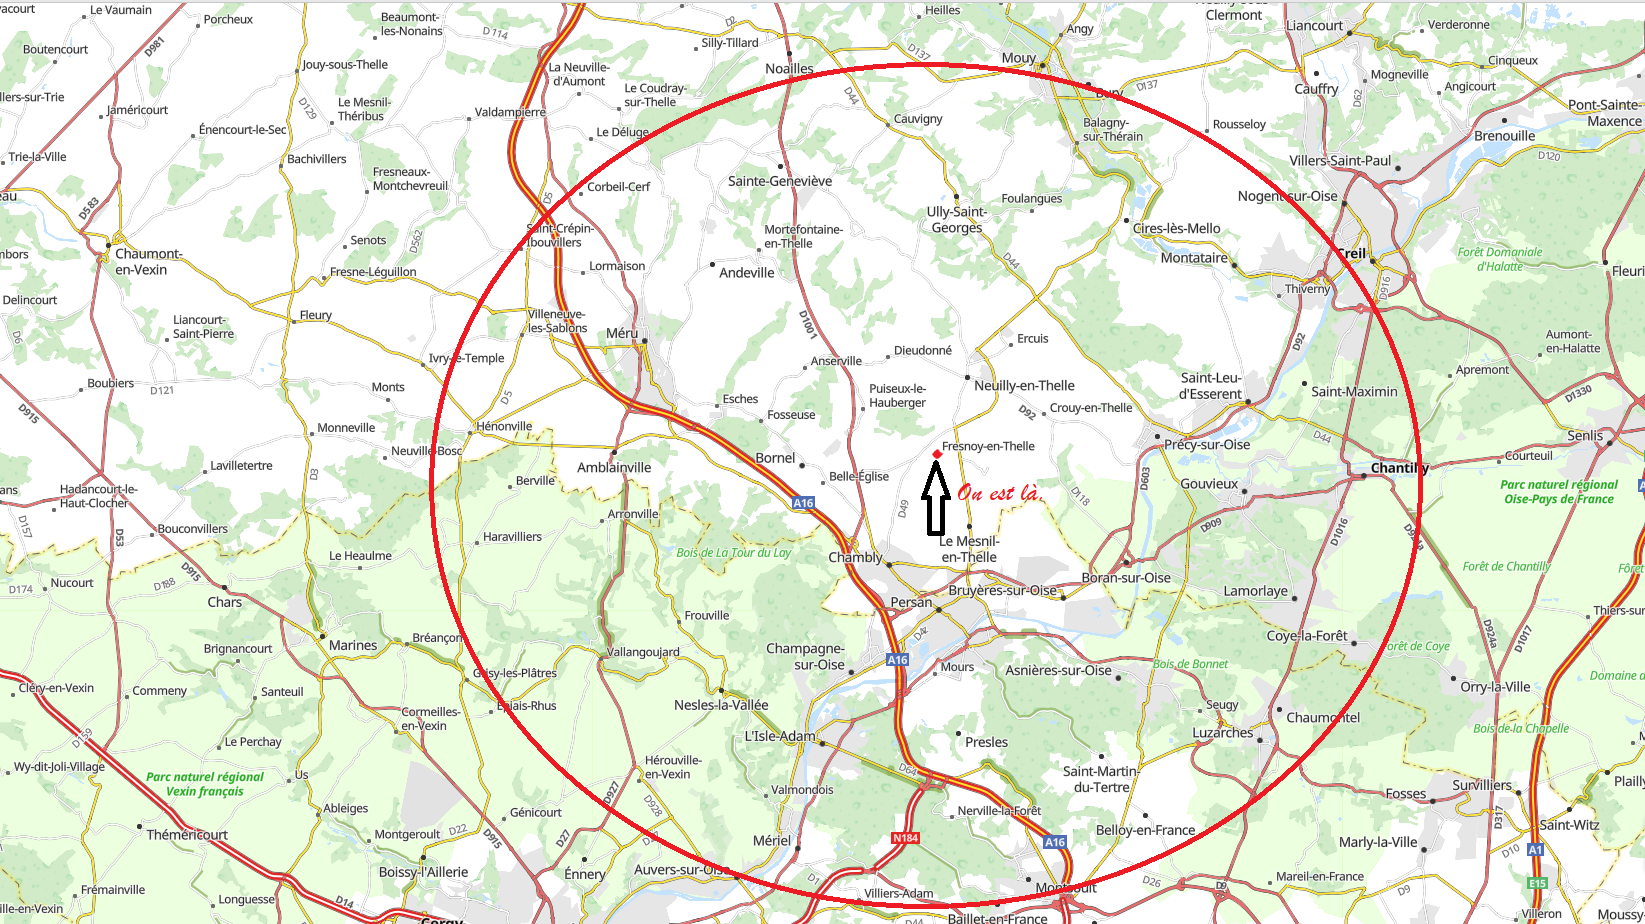 vacourt
Le Vaumain
Porcheux
Beaumont-
les-Nonains
D 114
D2
Silly-Tillard
Heilles
Angy
Clermont
Liancourt
Verderonne
Boutencourt
D981
Jouy-sous-Thelle
La Neuville-
d'Aumont
Noailles
D137
Mouy
Cinqueux
Mogneville
llers-sur-Trie
Jaméricourt
D129
Le Mesnil-
Théribus
Valdampierre
Le Coudray-
sur-Thelle
D44
Bury
D137
Cauffry
D62
Angicourt
Pont-Sainte-
Maxence
Énencourt-le-Sec
Le Déluge
Cauvigny
Balagny-
sur-Thérain
Rousseloy
Brenouille
Trie-la-Ville
Bachivillers
Villers-Saint-Paul
D120
Fresneaux-
Montchevreuil
Corbeil-Cerf
Sainte-Geneviève
Foulangues
Nogent-sur-Oise
eau
D583
D5
Ully-Saint-
Georges
Senots
D562
Saint-Crépin-
Ibouvillers
Mortefontaine-
en-Thelle
Cires-lès-Mello
mbors
Chaumont-
en-Vexin
Fresne-Léguillon
Lormaison
Andeville
D44
Montataire
Creil
Forêt Domaniale
d'Halatte
Fleuri
Delincourt
Thiverny
D916
Liancourt-
Saint-Pierre
Fleury
Villeneuve-
les-Sablons
Méru
D1001
Ercuis
D92
Aumont-
en-Halatte
D6
Ivry-le-Temple
Anserville
Dieudonné
Apremont
Boubiers
D121
Monts
D5
Esches
Puiseux-le-
Hauberger
Neuilly-en-Thelle
Saint-Leu-
d'Esserent
Saint-Maximin
D1330
D915
Monneville
Hénonville
Fosseuse
D92
Crouy-en-Thelle
D44
Senlis
Neuville-Bosc
Fresnoy-en-Thelle
Précy-sur-Oise
Courteuil
Lavilletertre
D3
Amblainville
Bornel
Belle-Église
D603
Chantilly
ans
Hadancourt-le-
Haut-Clocher
Berville
A16
D49
On est là.
D118
Gouvieux
Parc naturel régional
Oise-Pays de France
A
D157
D53
Bouconvilliers
Arronville
D909
D1016
D924a
Haravilliers
Bois de La Tour du Lay
Chambly
Le Mesnil-
en-Thelle
Le Heaulme
Boran-sur-Oise
Forêt de Chantilly
Fôre
D174
Nucourt
D188
D915
Chars
Bruyères-sur-Oise
Lamorlaye
Thiers-sur
Persan
Frouville
D4Z
Coye-la-Forêt
D924a
D1017
Marines
Bréançon
Vallangoujard
Champagne-
sur-Oise
A16
Mours
Asnières-sur-Oise
Bois de Bonnet
Forêt de Coye
Brignancourt
Grisy-les-Plâtres
Domaine d
Cléry-en-Vexin
Commeny
Santeuil
Epiais-Rhus
Nesles-la-Vallée
Orry-la-Ville
Cormeilles-
en-Vexin
Seugy
Chaumontel
D159
Le Perchay
L'Isle-Adam
Presles
Luzarches
Bois-de-la Chapelle
Wy-dit-Joli-Village
Parc naturel régional
Vexin français
Us
Hérouville-
en-Vexin
D64
Saint-Martin-
du-Tertre
Survilliers
Plailly
Ableiges
Génicourt
D927
D928
Valmondois
Nerville-la-Forêt
Fosses
Théméricourt
Montgeroult
D22
D915
D27
Mériel
N184
A16
Belloy-en-France
D317
Saint-Witz
Marly-la-Ville
D10
A1
Boissy-l'Aillerie
Énnery
Auvers-sur-Oise
D1
Montsoult
D26
D9
Mareil-en-France
D9
E15
Frémainville
Longuesse
D14
Villiers-Adam
ille-en-Vexin
Cergy
D44
Baillet-en-France
Villeron
Moussy